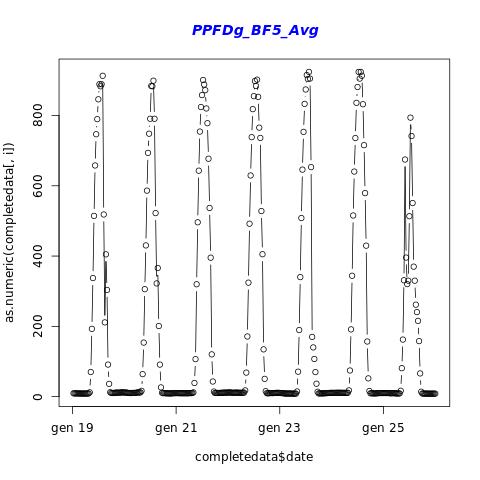 PPFDg_BF5_Avg
as.numeric(completedata[, i])
800
600
400
200
0
gen 19
gen 21
gen 23
gen 25
completedata$date